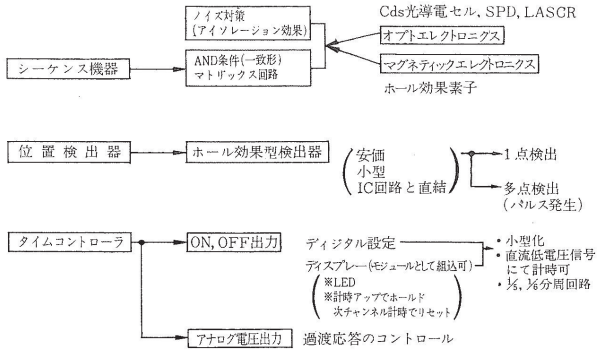 ノイズ対策
(アイソレーション効果)
Cds光導電セル, SPD, LASCR
オプトエレクトロニクス
シーケンス機器
AND条件(一致形)
マトリックス回路
マグネティックエレクトロニクス
ホール効果素子
位置検出器
ホール効果型検出器
安価
小型
IC回路と直結
1点検出
多点検出
(パルス発生)
タイムコントローラ
ON, OFF出力
ディジタル設定
ディスプレー(モジュールとして組込可)
※LED
※計時アップでホールド
次チャンネル計時でリセット
・小型化
・直流低電圧信号
にて計時可
・1/5, 1/6分周回路
アナログ電圧出力
過渡応答のコントロール